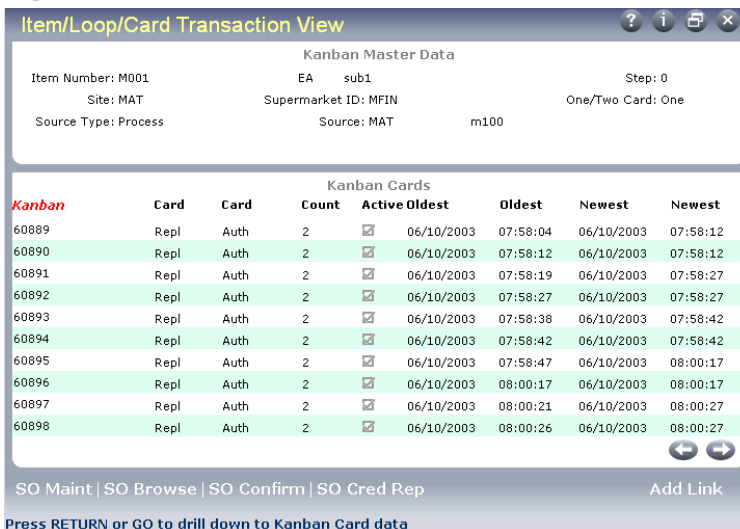 Item/Loop/Card Transaction View
Kanban Master Data
Item Number: M001 EA sub1 Step: 0
Site: MAT Supermarket ID: MFIN One/Two Card: One
Source Type: Process Source: MAT m100
Kanban Cards
Kanban Card Card Count Active Oldest Oldest Newest Newest
60889 Repl Auth 2 06/10/2003 07:58:04 06/10/2003 07:58:12
60890 Repl Auth 2 06/10/2003 07:58:12 06/10/2003 07:58:12
60891 Repl Auth 2 06/10/2003 07:58:19 06/10/2003 07:58:27
60892 Repl Auth 2 06/10/2003 07:58:27 06/10/2003 07:58:27
60893 Repl Auth 2 06/10/2003 07:58:38 06/10/2003 07:58:42
60894 Repl Auth 2 06/10/2003 07:58:42 06/10/2003 07:58:42
60895 Repl Auth 2 06/10/2003 07:58:47 06/10/2003 08:00:17
60896 Repl Auth 2 06/10/2003 08:00:17 06/10/2003 08:00:17
60897 Repl Auth 2 06/10/2003 08:00:21 06/10/2003 08:00:27
60898 Repl Auth 2 06/10/2003 08:00:26 06/10/2003 08:00:27
SO Maint | SO Browse | SO Confirm | SO Cred Rep Add Link
Press RETURN or GO to drill down to Kanban Card data